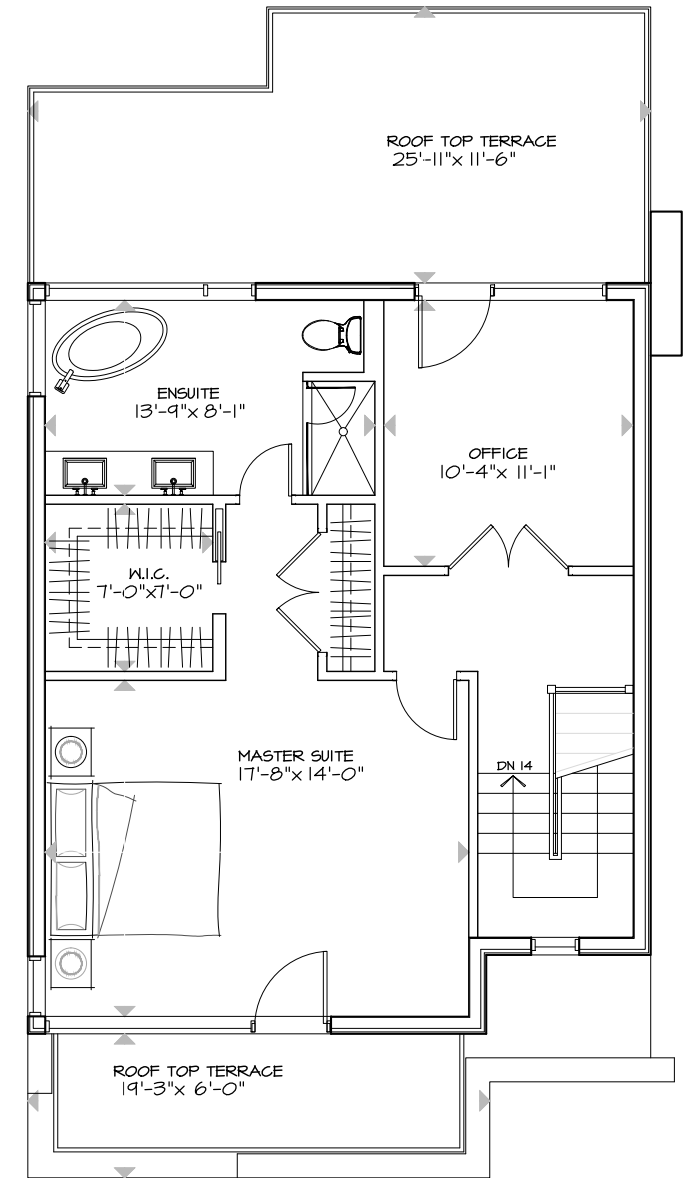 ROOF TOP TERRACE
25'-11"x 11'-6"
ENSUITE
13'-9"x 8'-1"
OFFICE
10'-4"x 11'-1"
W.I.C.
7'-0"x7'-0"
MASTER SUITE
17'-8"x 14'-0"
DN 14
ROOF TOP TERRACE
19'-3"x 6'-0"